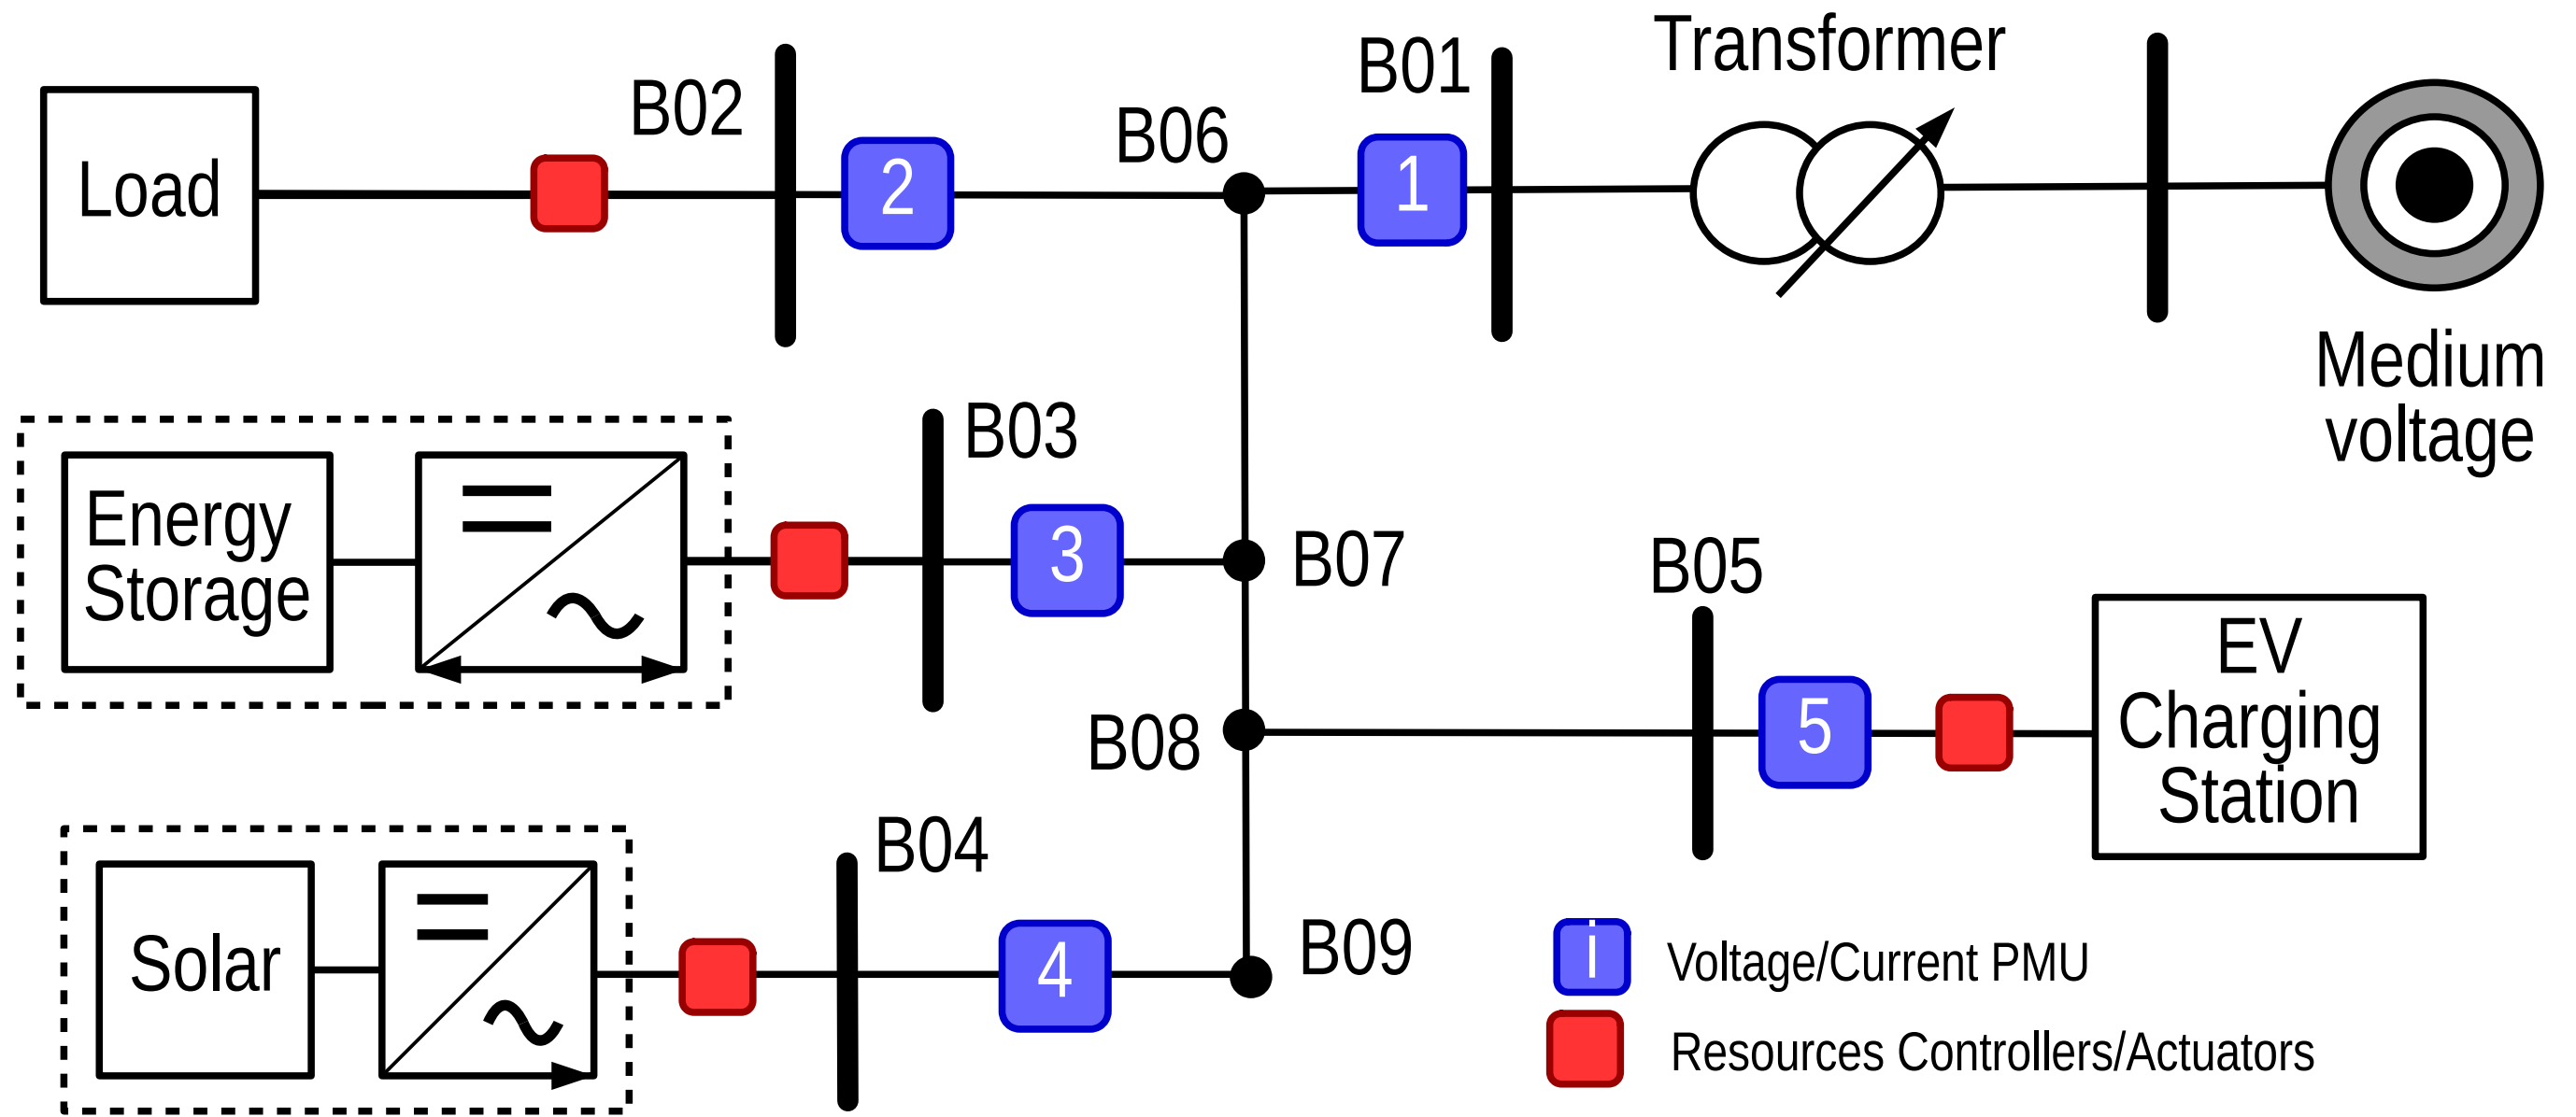 Transformer
B01
B02
B06
Load
2
1
Medium
voltage
B03
Energy
Storage
3
B07
B05
EV
Charging
Station
5
B08
B04
Solar
4
B09
i
Voltage/Current PMU
Resources Controllers/Actuators